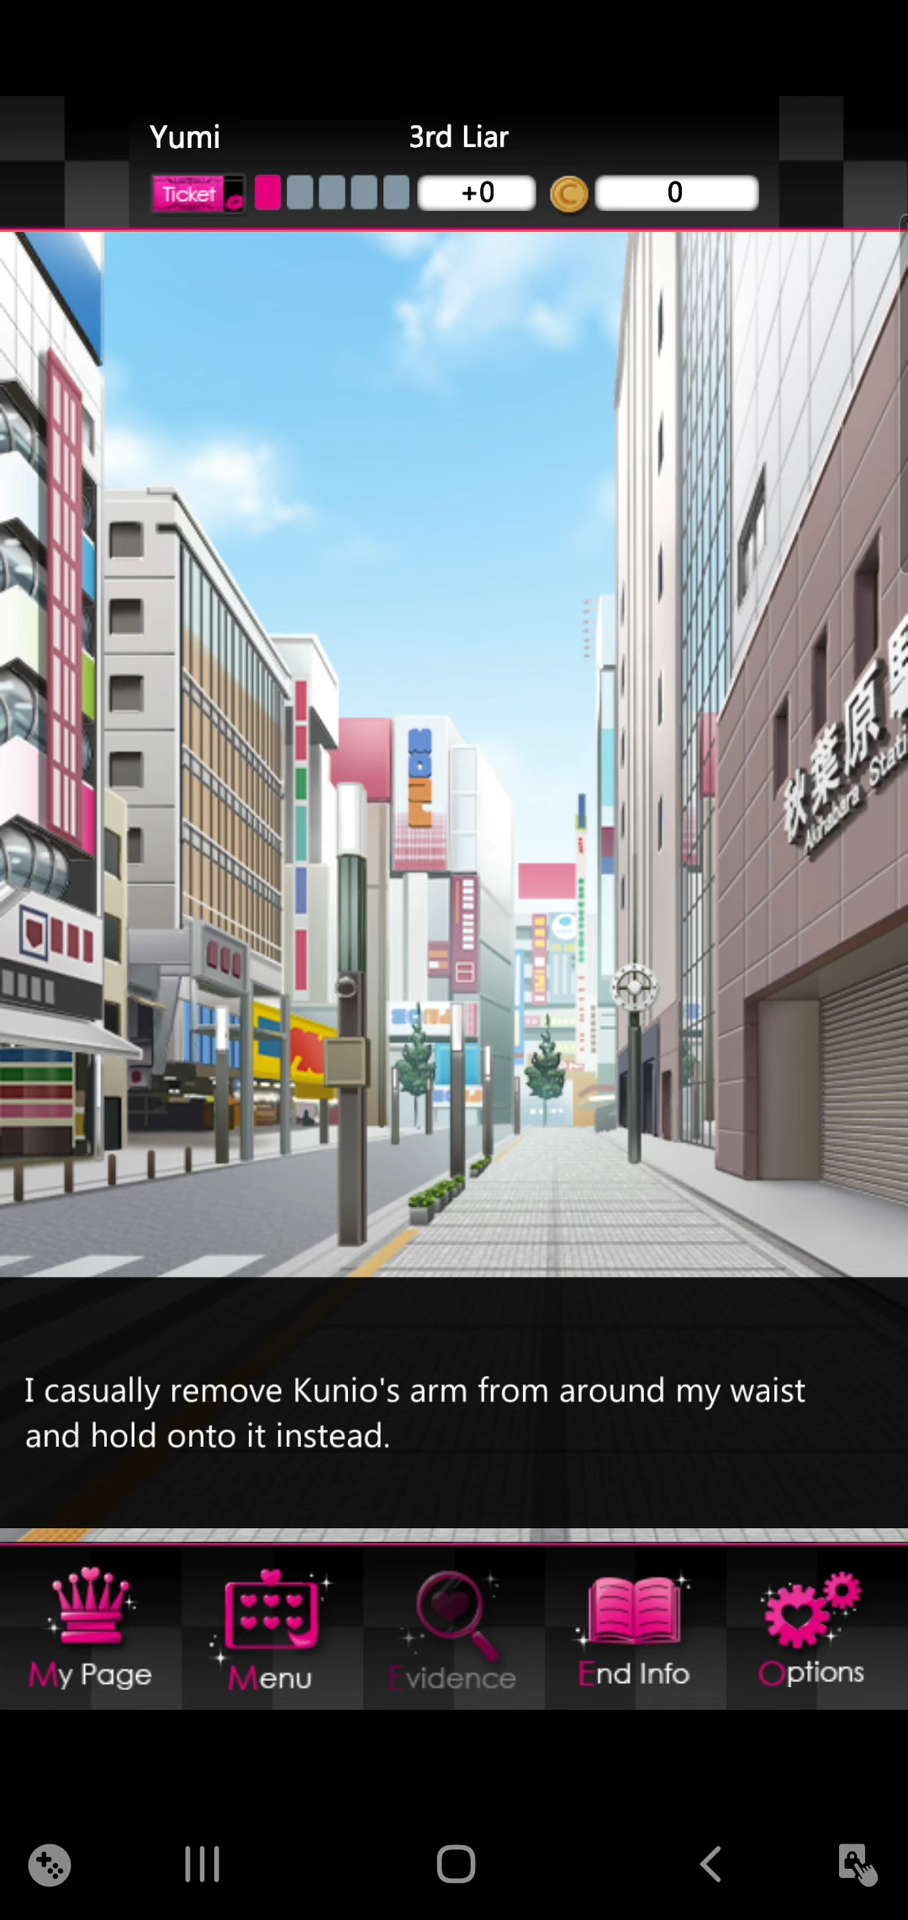 Yumi
3rd Liar
Ticket
+0
C
0
秋葉原
Akihabara Stati
I casually remove Kunio's arm from around my waist
and hold onto it instead.
My Page
Menu
Evidence
End Info
Options